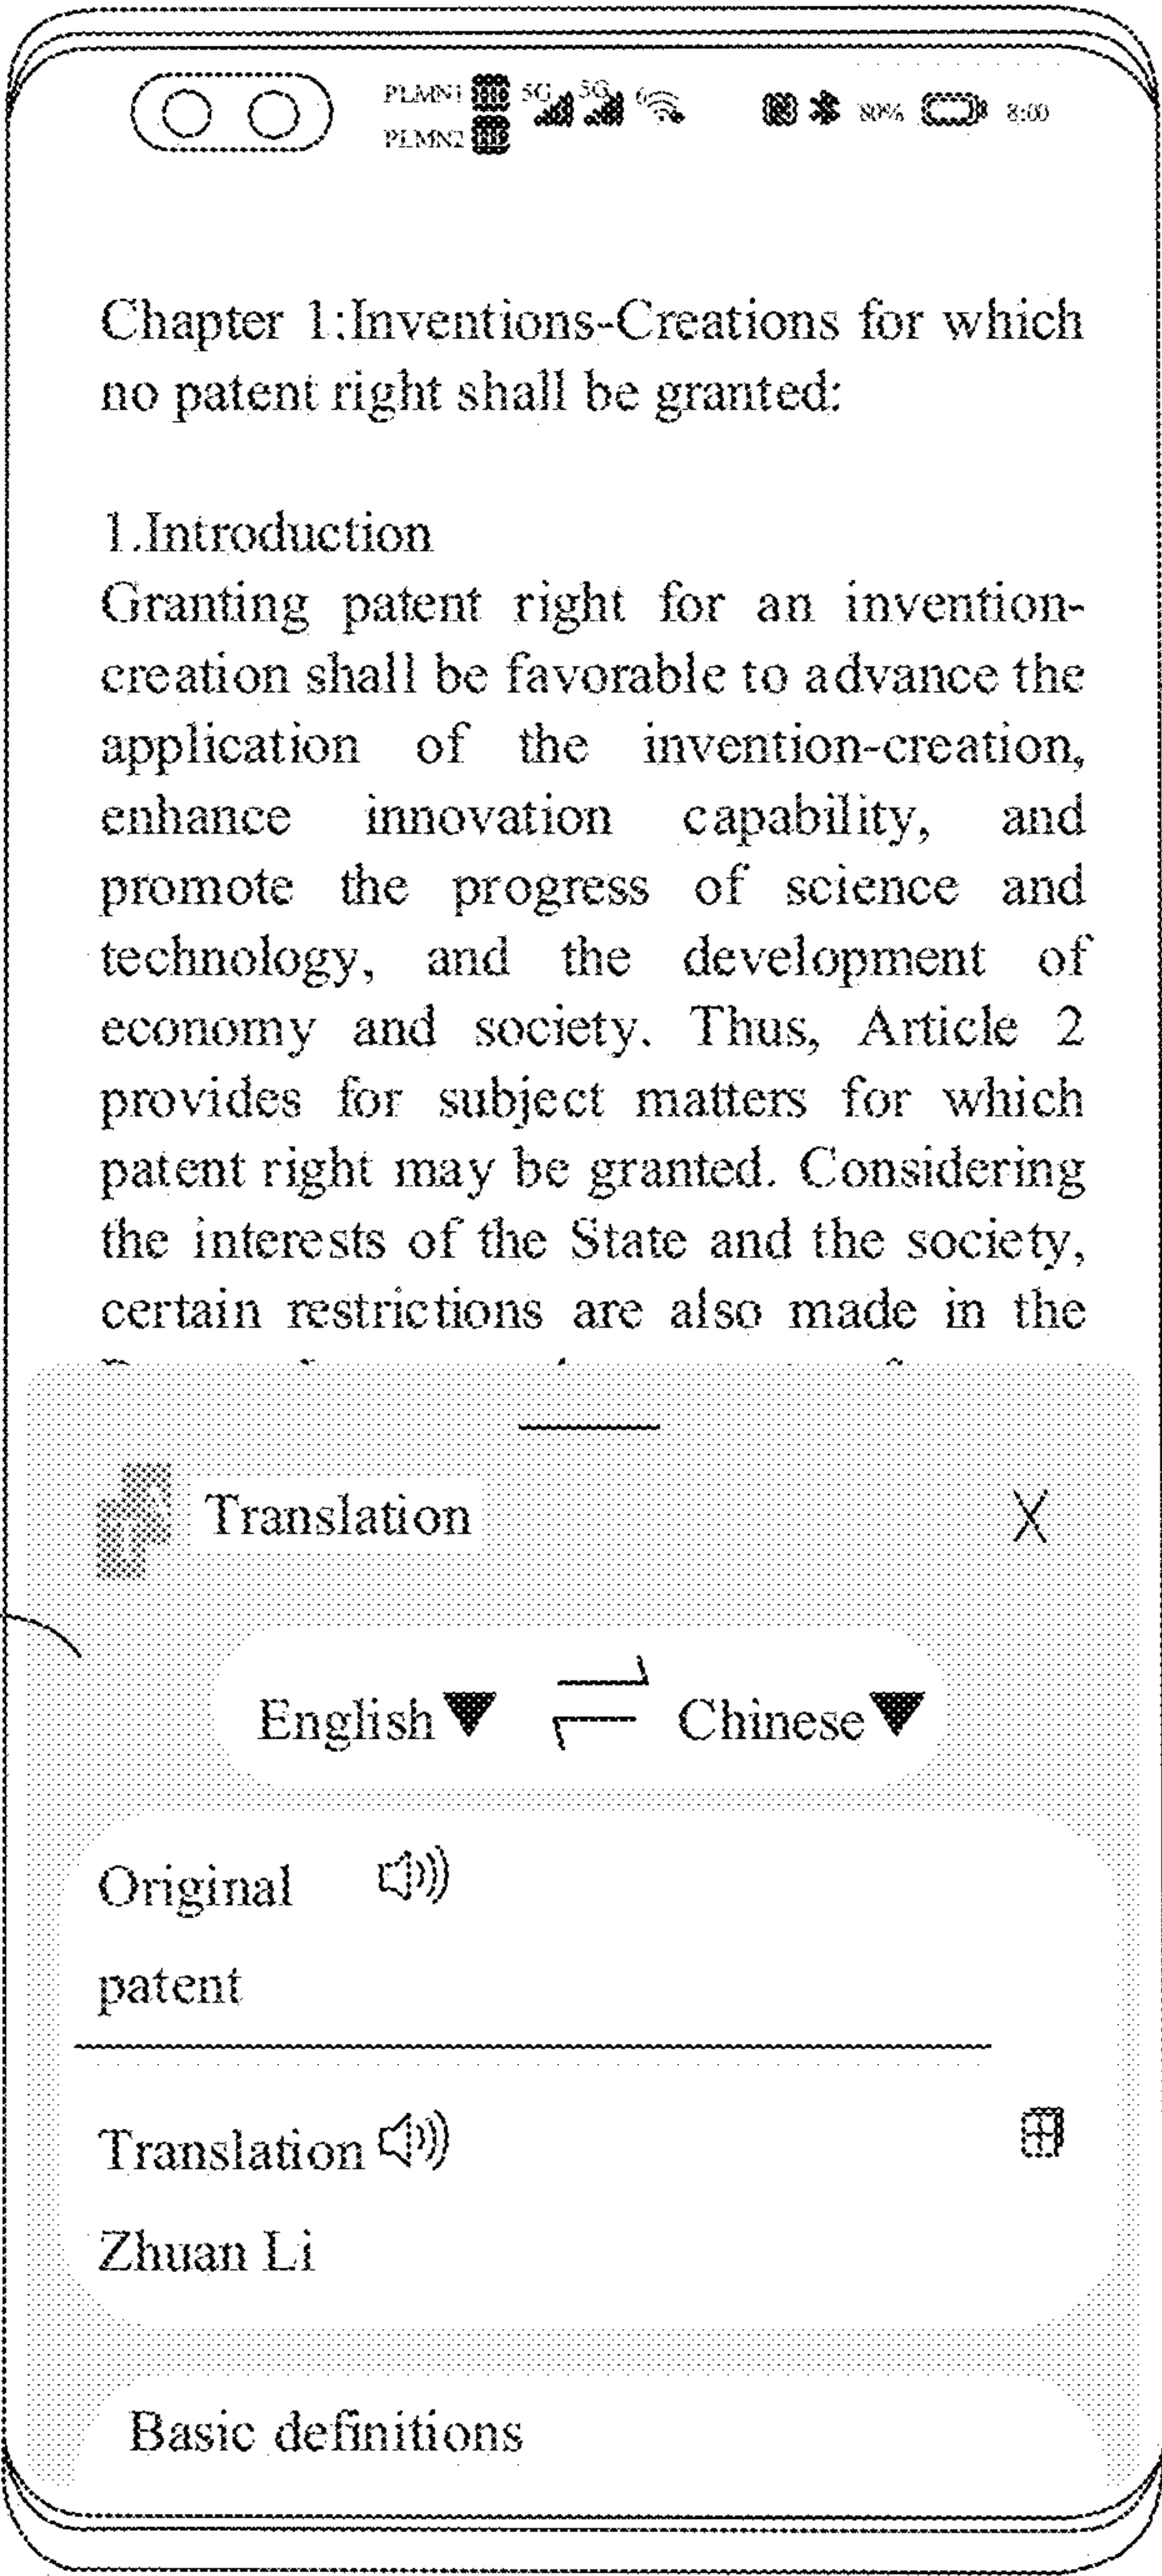 PLMN1 5G 5G 6 80% 8:00
PLMN2
Chapter 1:Inventions-Creations for which
no patent right shall be granted:
1.Introduction
Granting patent right for an invention-
creation shall be favorable to advance the
application of the invention-creation,
enhance innovation capability, and
promote the progress of science and
technology, and the development of
economy and society. Thus, Article 2
provides for subject matters for which
patent right may be granted. Considering
the interests of the State and the society,
certain restrictions are also made in the
Translation X
English Chinese
Original
patent
Translation
Zhuan Li
Basic definitions